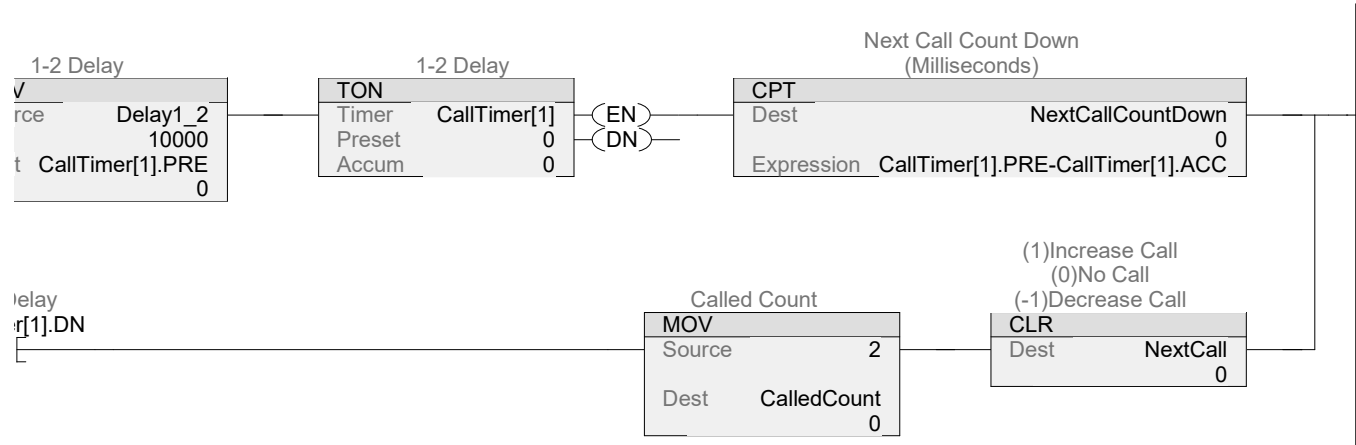 Next Call Count Down
1-2 Delay 1-2 Delay (Milliseconds)
V TON CPT
rce Delay1_2 Timer CallTimer[1] EN Dest NextCallCountDown
10000 Preset 0 DN 0
t CallTimer[1].PRE Accum 0 Expression CallTimer[1].PRE-CallTimer[1].ACC
0
(1)Increase Call
(0)No Call
Delay Called Count (-1)Decrease Call
r[1].DN MOV CLR
Source 2 Dest NextCall
0
Dest CalledCount
0